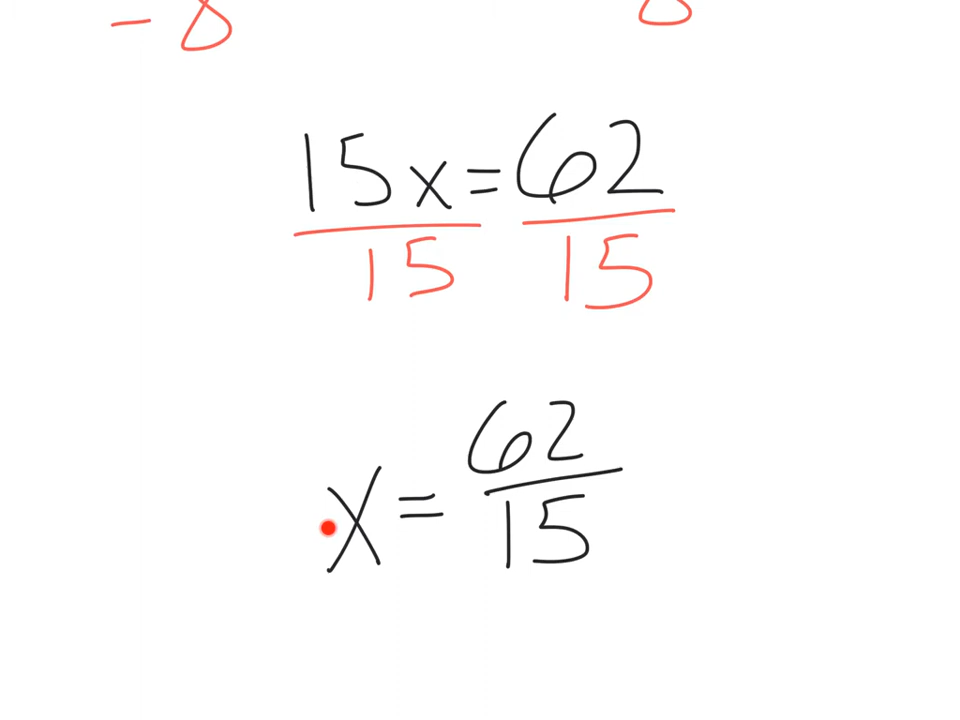 - 8 8
15x = 62
15 15
x = 62
15